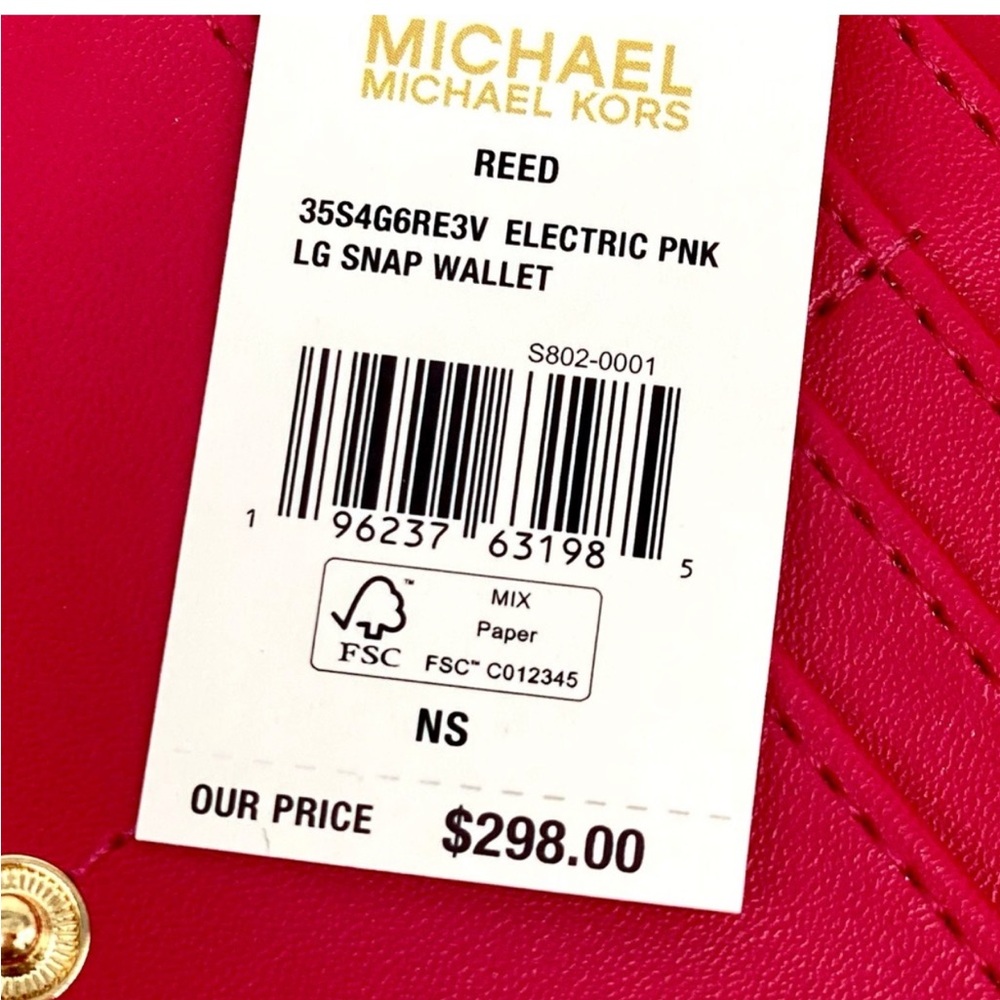 MICHAEL
MICHAEL KORS
REED
35S4G6RE3V ELECTRIC PNK
LG SNAP WALLET
S802-0001
1 96237 63198 5
FSC
MIX
Paper
FSC™ C012345
NS
OUR PRICE $298.00